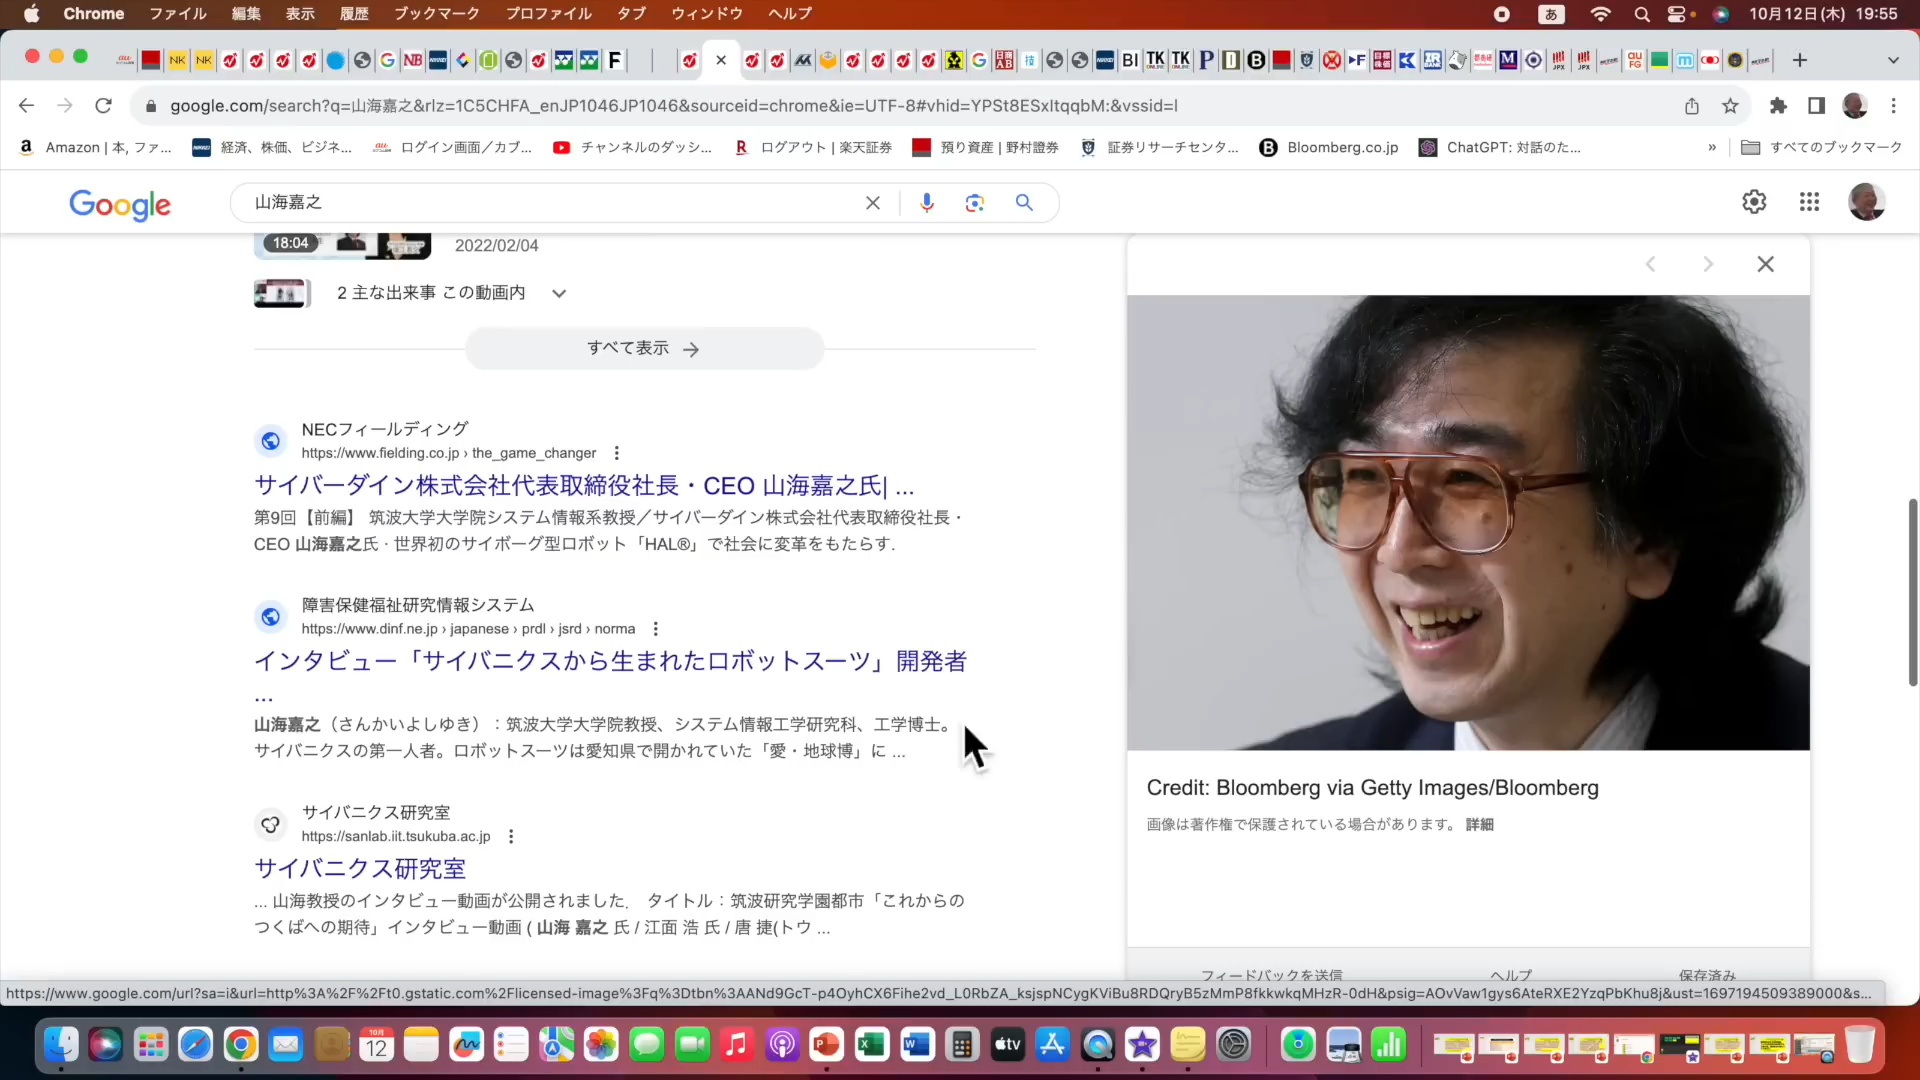 Chrome ファイル 編集 表示 履歴 ブックマーク プロファイル タブ ウィンドウ ヘルプ あ 10月12日(木) 19:55
google.com/search?q=山海嘉之&rlz=1C5CHFA_enJP1046JP1046&sourceid=chrome&ie=UTF-8#vhid=YPSt8ESxItqqbM:&vssid=l
Amazon | 本, ファ... 経済、株価、ビジネ... ログイン画面／カブ... チャンネルのダッシ... ログアウト | 楽天証券 預り資産 | 野村證券 証券リサーチセンタ... Bloomberg.co.jp ChatGPT: 対話のた... » すべてのブックマーク
Google 山海嘉之
18:04 2022/02/04
2 主な出来事 この動画内
すべて表示
NECフィールディング
https://www.fielding.co.jp › the_game_changer
サイバーダイン株式会社代表取締役社長・CEO 山海嘉之氏| ...
第9回【前編】 筑波大学大学院システム情報系教授／サイバーダイン株式会社代表取締役社長・
CEO 山海嘉之氏 · 世界初のサイボーグ型ロボット「HAL®」で社会に変革をもたらす.
障害保健福祉研究情報システム
https://www.dinf.ne.jp › japanese › prdl › jsrd › norma
インタビュー「サイバニクスから生まれたロボットスーツ」開発者
...
山海嘉之（さんかいよしゆき）：筑波大学大学院教授、システム情報工学研究科、工学博士。
サイバニクスの第一人者。ロボットスーツは愛知県で開かれていた「愛・地球博」に ...
サイバニクス研究室
https://sanlab.iit.tsukuba.ac.jp
サイバニクス研究室
... 山海教授のインタビュー動画が公開されました. タイトル：筑波研究学園都市「これからの
つくばへの期待」インタビュー動画 ( 山海 嘉之 氏 / 江面 浩 氏 / 唐 捷(トウ ...
Credit: Bloomberg via Getty Images/Bloomberg
画像は著作権で保護されている場合があります。 詳細
フィードバックを送信 ヘルプ 保存済み
https://www.google.com/url?sa=i&url=http%3A%2F%2Ft0.gstatic.com%2Flicensed-image%3Fq%3Dtbn%3AANd9GcT-p4OyhCX6Fihe2vd_L0RbZA_ksjspNCygKViBu8RDQryB5zMmP8fkkwkqMHzR-0dH&psig=AOvVaw1gys6AteRXE2YzqPbKhu8j&ust=1697194509389000&s...
10月
12
tv